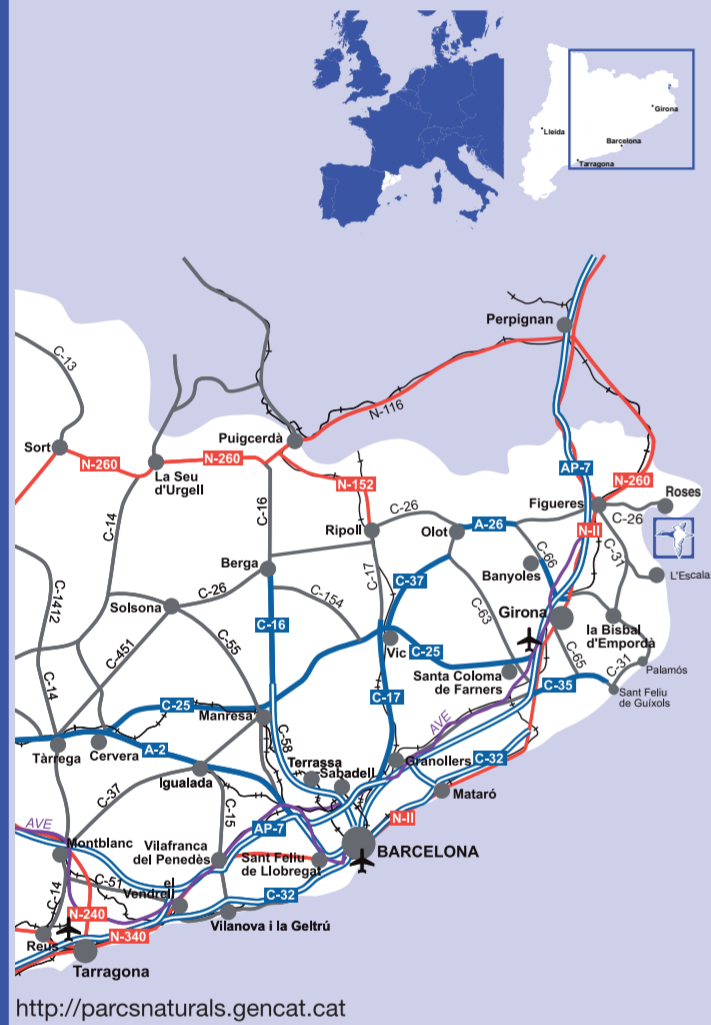 Girona
Lleida
Barcelona
Tarragona
Perpignan
C-13
N-116
Puigcerdà
Sort
N-260
N-260
La Seu
d'Urgell
AP-7
N-260
N-152
C-16
C-14
Figueres
Roses
C-26
A-26
C-26
Ripoll
Olot
N-II
C-31
C-66
Berga
C-17
C-37
Banyoles
L'Escala
C-26
C-154
C-1412
Solsona
C-16
C-63
Girona
la Bisbal
d'Empordà
C-451
C-55
Vic
C-25
C-65
C-31
Palamós
Santa Coloma
de Farners
C-35
Sant Feliu
de Guíxols
C-14
C-25
Manresa
C-17
AVE
C-58
Tàrrega
Cervera
A-2
Terrassa
Sabadell
Granollers
C-32
Igualada
C-37
Mataró
C-15
AP-7
N-II
AVE
Montblanc
Vilafranca
del Penedès
Sant Feliu
de Llobregat
BARCELONA
C-51
el
Vendrell
C-32
C-14
N-240
Vilanova i la Geltrú
Reus
N-340
Tarragona
http://parcsnaturals.gencat.cat